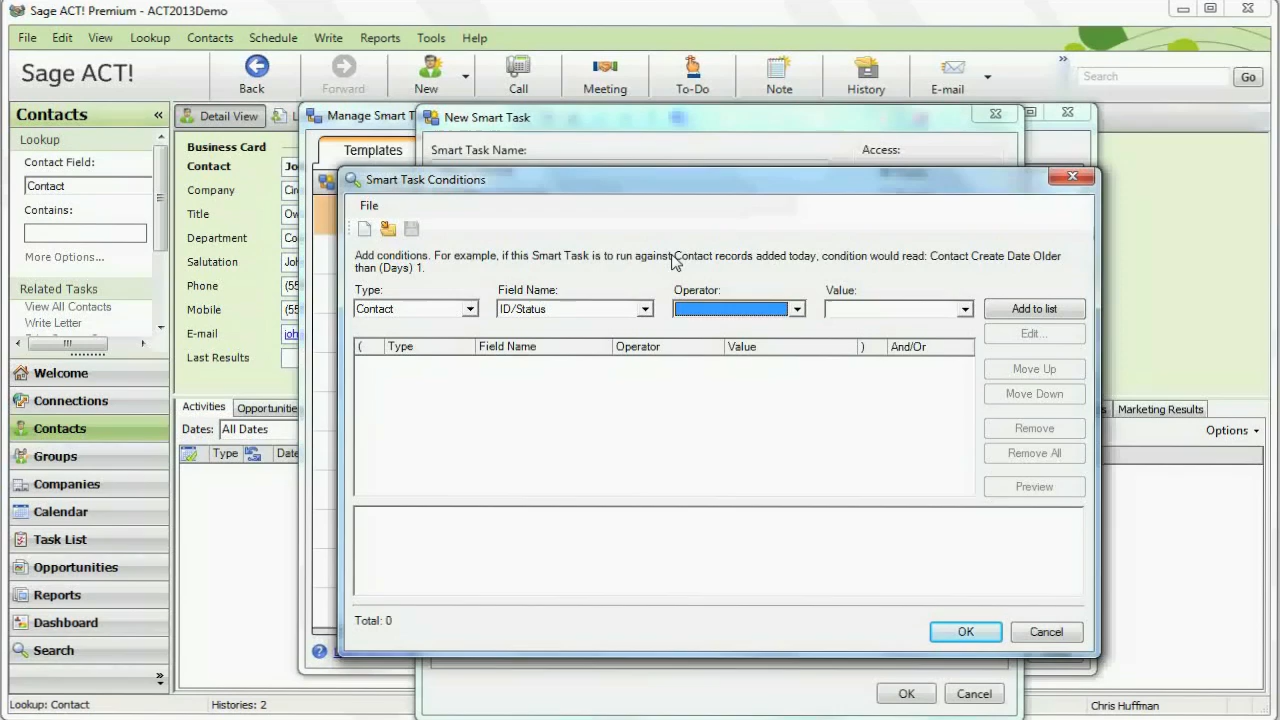 Sage ACT! Premium - ACT2013Demo
File Edit View Lookup Contacts Schedule Write Reports Tools Help
Sage ACT!
Back Forward New Call Meeting To-Do Note History E-mail » Search Go
Contacts «
Detail View
Lookup
Contact Field:
Contact
Contains:
More Options...
Related Tasks
View All Contacts
Write Letter
Welcome
Connections
Contacts
Groups
Companies
Calendar
Task List
Opportunities
Reports
Dashboard
Search
»
Business Card
Contact Jo
Company
Title Ow
Department Co
Salutation Joh
Phone (55
Mobile (55
E-mail joh
Last Results
Activities Opportunitie Marketing Results
Dates: All Dates Options
Type Date
Manage Smart T
Templates
New Smart Task
Smart Task Name: Access:
Smart Task Conditions
File
Add conditions. For example, if this Smart Task is to run against Contact records added today, condition would read: Contact Create Date Older
than (Days) 1.
Type: Field Name: Operator: Value:
Contact ID/Status Add to list
Edit...
( Type Field Name Operator Value ) And/Or
Move Up
Move Down
Remove
Remove All
Preview
Total: 0
OK Cancel
OK Cancel
Lookup: Contact Histories: 2 Chris Huffman